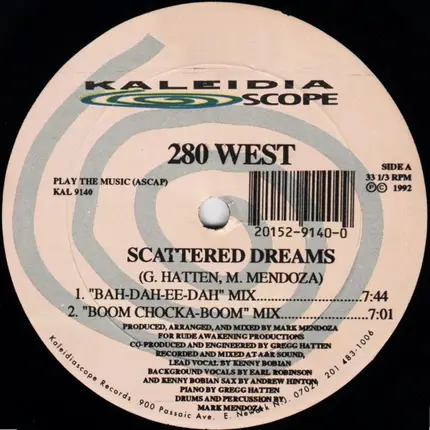 KALEIDIA
SCOPE
280 WEST
PLAY THE MUSIC (ASCAP)
KAL 9140
SIDE A
33 1/3 RPM
Ⓟ © 1992
20152-9140-0
SCATTERED DREAMS
(G. HATTEN, M. MENDOZA)
1. "BAH-DAH-EE-DAH" MIX....................7:44
2. "BOOM CHOCKA-BOOM" MIX................7:01
PRODUCED, ARRANGED, AND MIXED BY MARK MENDOZA
FOR RUDE AWAKENING PRODUCTIONS
CO-PRODUCED AND ENGINEERED BY GREGG HATTEN
RECORDED AND MIXED AT A&R SOUND,
LEAD VOCAL BY KENNY BOBIAN
BACKGROUND VOCALS BY EARL ROBINSON
AND KENNY BOBIAN SAX BY ANDREW HINTON
PIANO BY GREGG HATTEN
DRUMS AND PERCUSSION BY
MARK MENDOZA
Kaleidiascope Records 900 Passaic Ave. E. Newark NJ. 07029 201 483-1006